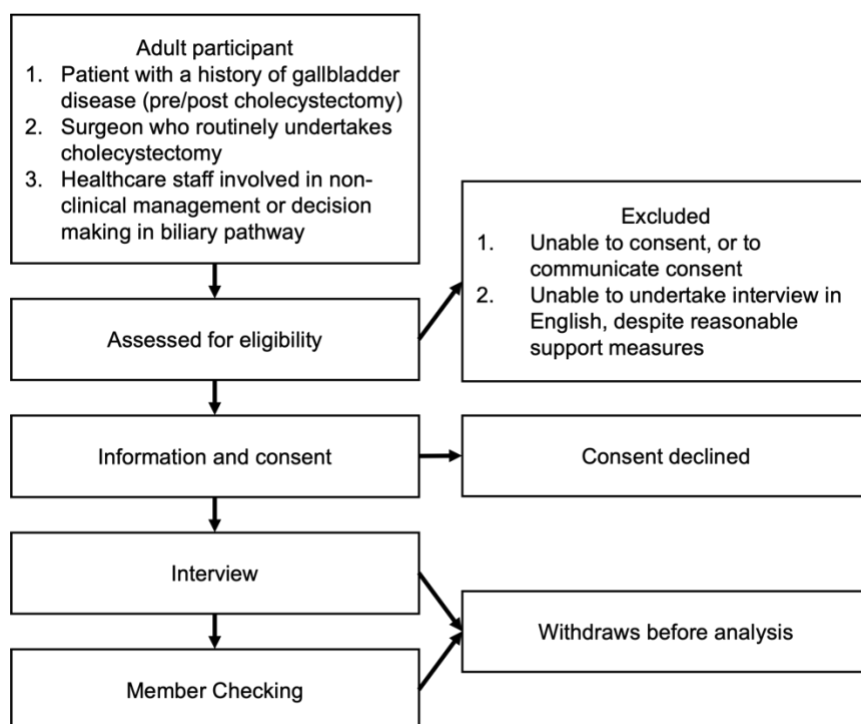 Adult participant
1. Patient with a history of gallbladder
disease (pre/post cholecystectomy)
2. Surgeon who routinely undertakes
cholecystectomy
3. Healthcare staff involved in non-
clinical management or decision
making in biliary pathway
Excluded
1. Unable to consent, or to
communicate consent
2. Unable to undertake interview in
English, despite reasonable
support measures
Assessed for eligibility
Information and consent
Consent declined
Interview
Withdraws before analysis
Member Checking